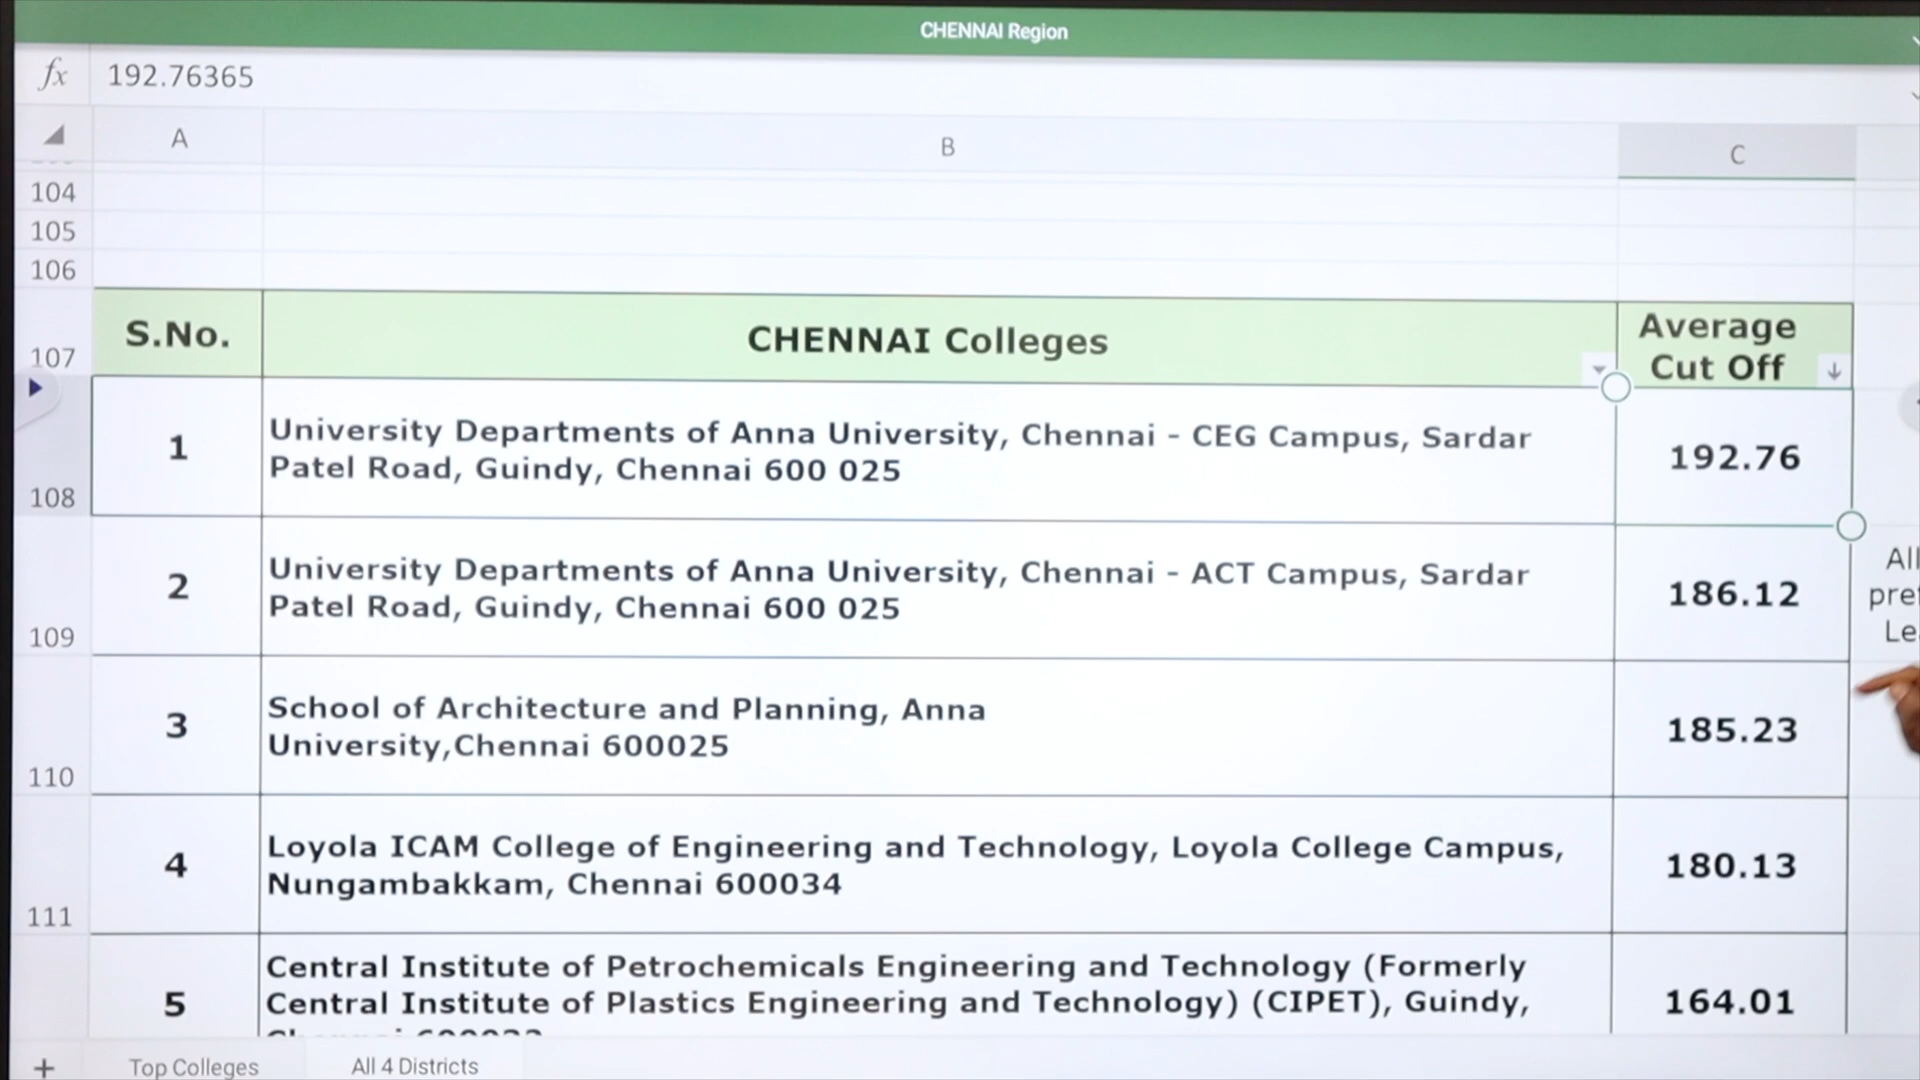 CHENNAI Region
fx 192.76365
A B C
104
105
106
107 S.No. CHENNAI Colleges Average
Cut Off
108 1 University Departments of Anna University, Chennai - CEG Campus, Sardar
Patel Road, Guindy, Chennai 600 025 192.76
109 2 University Departments of Anna University, Chennai - ACT Campus, Sardar
Patel Road, Guindy, Chennai 600 025 186.12
All
Le
110 3 School of Architecture and Planning, Anna
University,Chennai 600025 185.23
111 4 Loyola ICAM College of Engineering and Technology, Loyola College Campus,
Nungambakkam, Chennai 600034 180.13
5 Central Institute of Petrochemicals Engineering and Technology (Formerly
Central Institute of Plastics Engineering and Technology) (CIPET), Guindy, 164.01
+ Top Colleges All 4 Districts